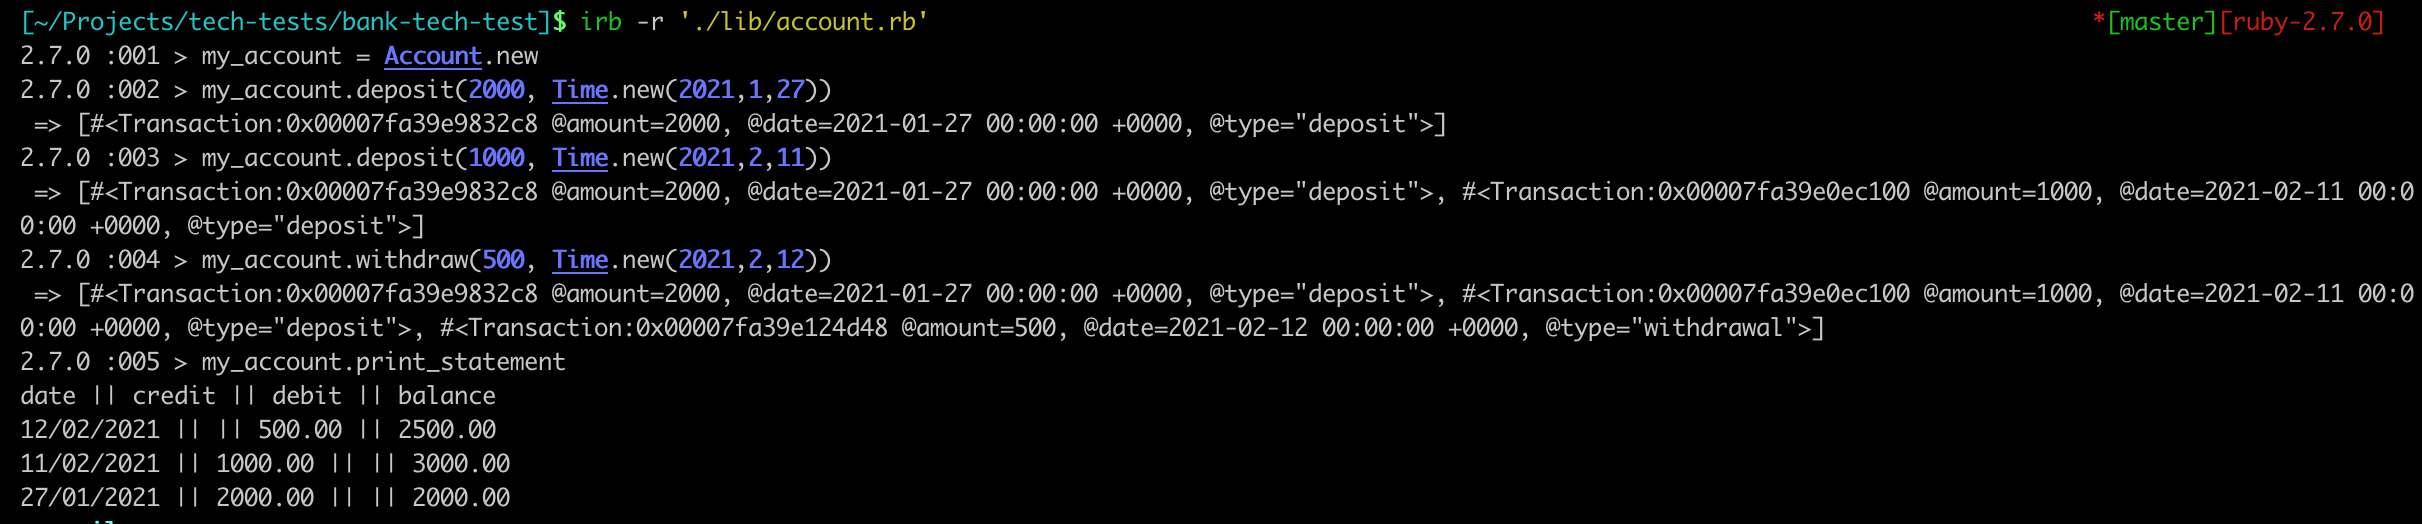 [~/Projects/tech-tests/bank-tech-test]$ irb -r './lib/account.rb' *[master][ruby-2.7.0]
2.7.0 :001 > my_account = Account.new
2.7.0 :002 > my_account.deposit(2000, Time.new(2021,1,27))
 => [#<Transaction:0x00007fa39e9832c8 @amount=2000, @date=2021-01-27 00:00:00 +0000, @type="deposit">]
2.7.0 :003 > my_account.deposit(1000, Time.new(2021,2,11))
 => [#<Transaction:0x00007fa39e9832c8 @amount=2000, @date=2021-01-27 00:00:00 +0000, @type="deposit">, #<Transaction:0x00007fa39e0ec100 @amount=1000, @date=2021-02-11 00:0
0:00 +0000, @type="deposit">]
2.7.0 :004 > my_account.withdraw(500, Time.new(2021,2,12))
 => [#<Transaction:0x00007fa39e9832c8 @amount=2000, @date=2021-01-27 00:00:00 +0000, @type="deposit">, #<Transaction:0x00007fa39e0ec100 @amount=1000, @date=2021-02-11 00:0
0:00 +0000, @type="deposit">, #<Transaction:0x00007fa39e124d48 @amount=500, @date=2021-02-12 00:00:00 +0000, @type="withdrawal">]
2.7.0 :005 > my_account.print_statement
date || credit || debit || balance
12/02/2021 || || 500.00 || 2500.00
11/02/2021 || 1000.00 || || 3000.00
27/01/2021 || 2000.00 || || 2000.00